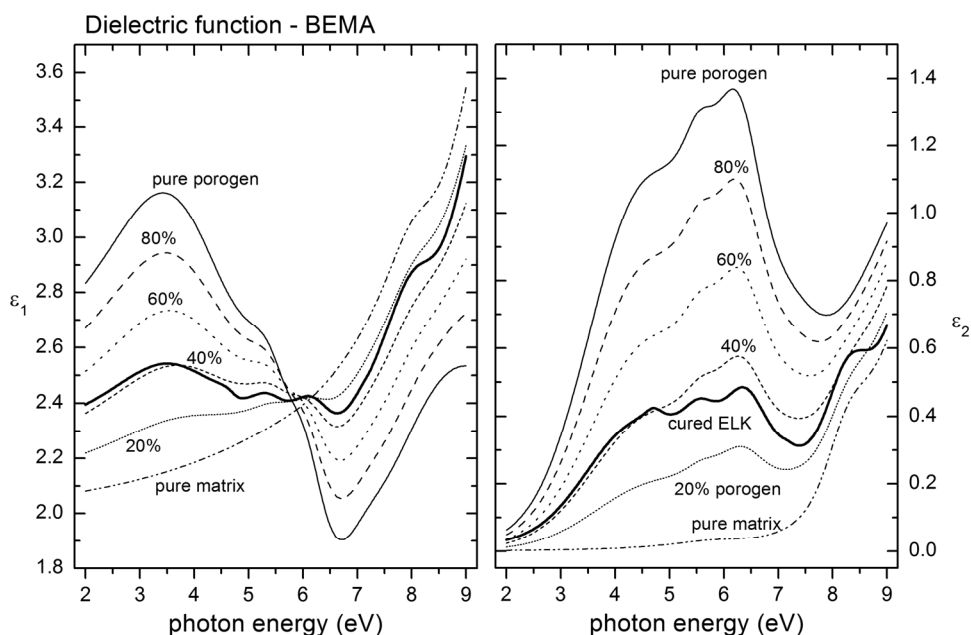 Dielectric function - BEMA
3.6
3.4
3.2
3.0
2.8
2.6
2.4
2.2
2.0
1.8
ε1
pure porogen
80%
60%
40%
20%
pure matrix
2 3 4 5 6 7 8 9
photon energy (eV)
pure porogen
80%
60%
40%
cured ELK
20% porogen
pure matrix
1.4
1.2
1.0
0.8
0.6
0.4
0.2
0.0
ε2
2 3 4 5 6 7 8 9
photon energy (eV)